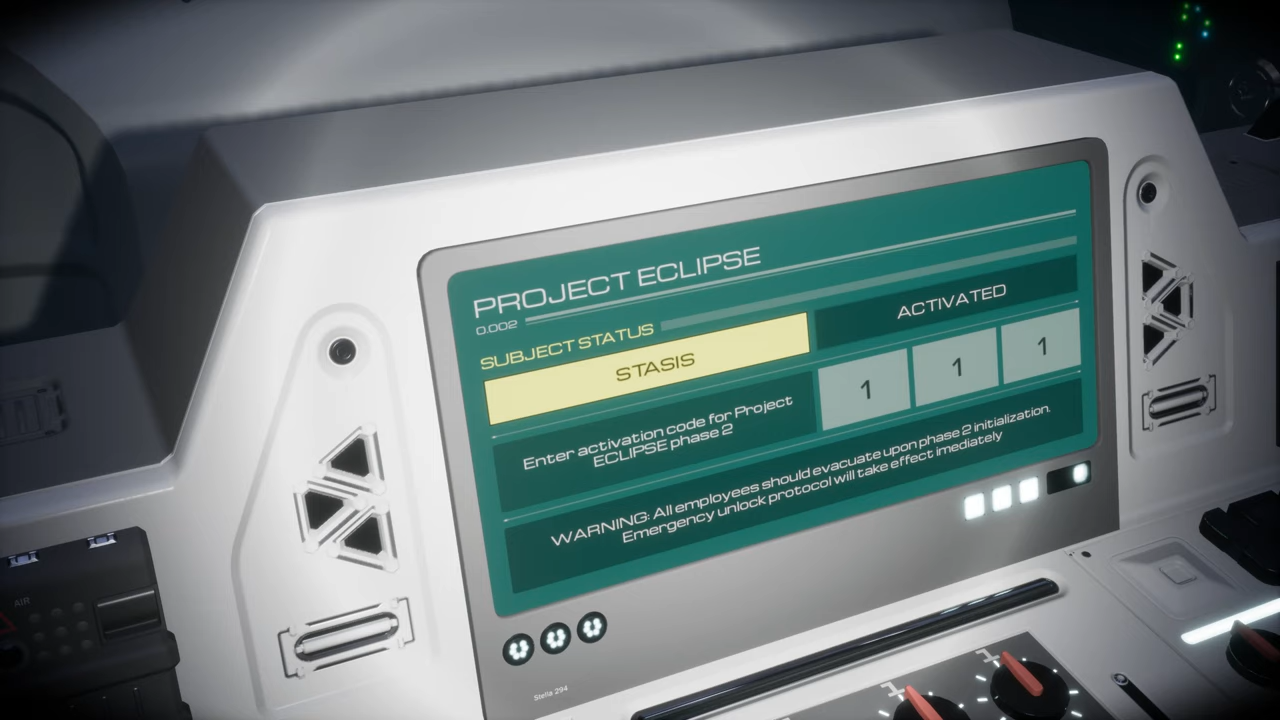 PROJECT ECLIPSE
0.002
SUBJECT STATUS
STASIS
ACTIVATED
Enter activation code for Project
ECLIPSE phase 2
1
1
1
WARNING: All employees should evacuate upon phase 2 initialization.
Emergency unlock protocol will take effect imediately
AIR
Stella 294